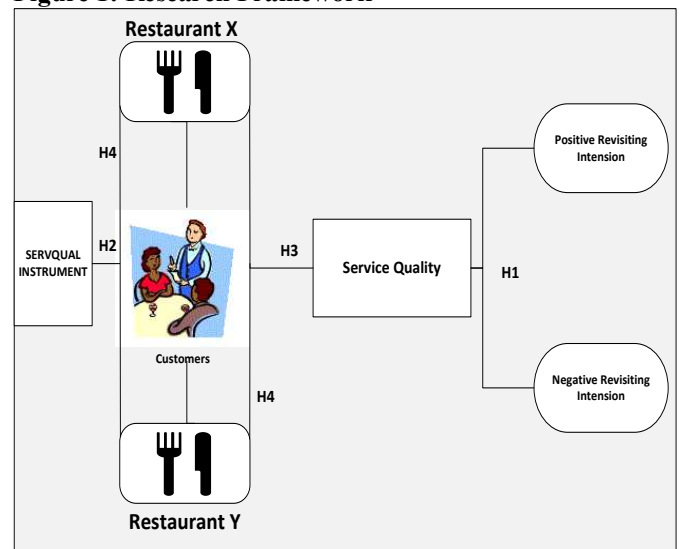 Restaurant X
H4
Positive Revisiting
Intension
SERVQUAL
INSTRUMENT
H2
H3
Service Quality
H1
Customers
H4
Negative Revisiting
Intension
Restaurant Y